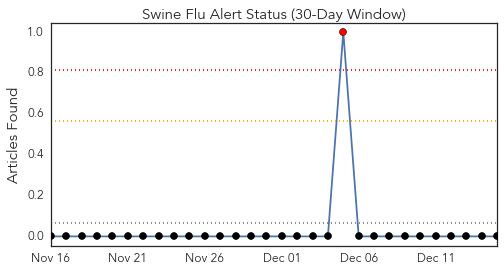 Swine Flu Alert Status (30-Day Window)
Articles Found
1.0
0.8
0.6
0.4
0.2
0.0
Nov 16 Nov 21 Nov 26 Dec 01 Dec 06 Dec 11